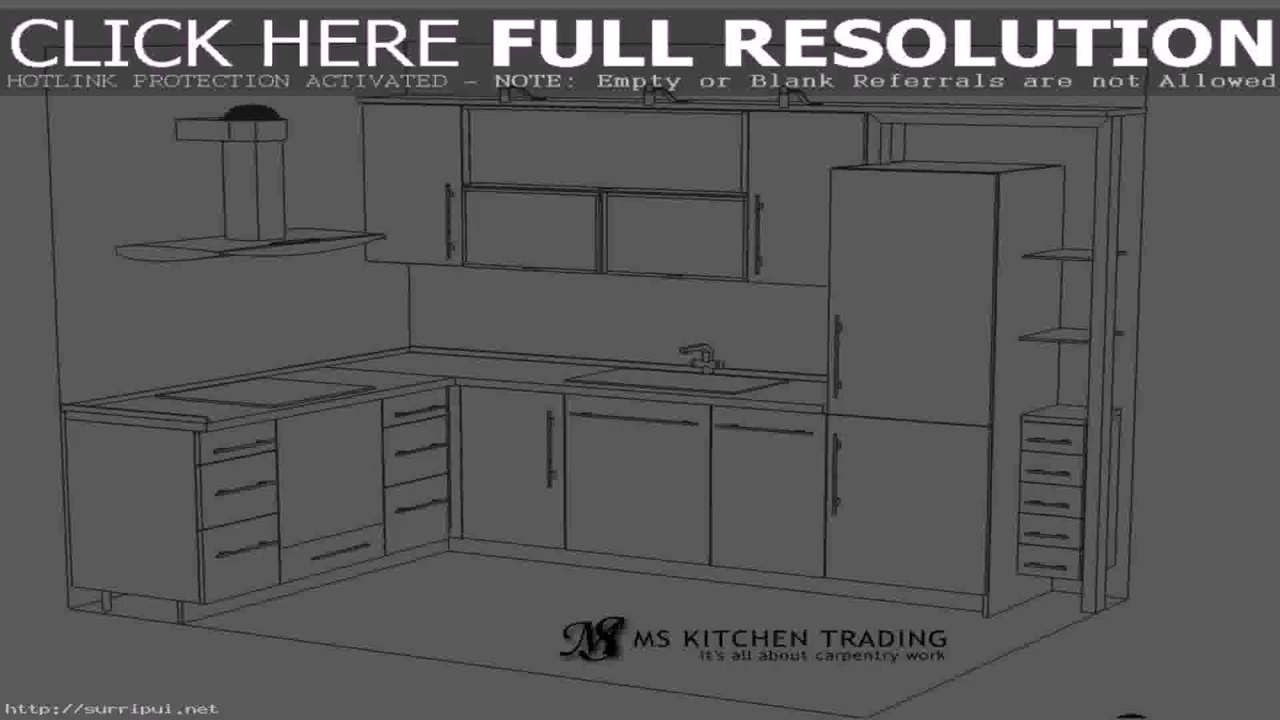 CLICK HERE FULL RESOLUTION
HOTLINK PROTECTION ACTIVATED - NOTE: Empty or Blank Referrals are not Allowed
MS MS KITCHEN TRADING
It's all about carpentry work
http://surripui.net